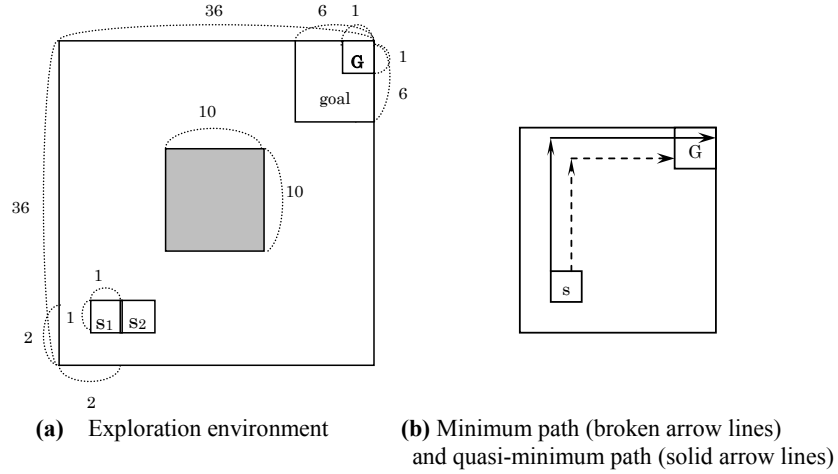 36
6
1
G
1
goal
6
10
10
36
1
1
s1 s2
2
2
G
s
(a) Exploration environment
(b) Minimum path (broken arrow lines)
and quasi-minimum path (solid arrow lines)